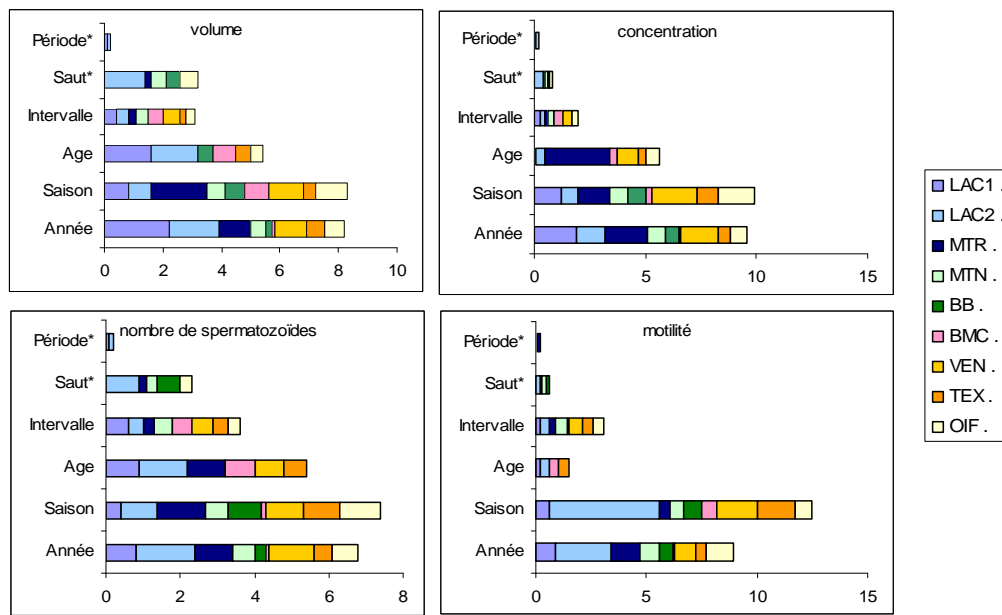 volume
Période*
Saut*
Intervalle
Age
Saison
Année
0 2 4 6 8 10
concentration
Période*
Saut*
Intervalle
Age
Saison
Année
0 5 10 15
nombre de spermatozoïdes
Période*
Saut*
Intervalle
Age
Saison
Année
0 2 4 6 8
motilité
Période*
Saut*
Intervalle
Age
Saison
Année
0 5 10 15
LAC1 .
LAC2 .
MTR .
MTN .
BB .
BMC .
VEN .
TEX .
OIF .